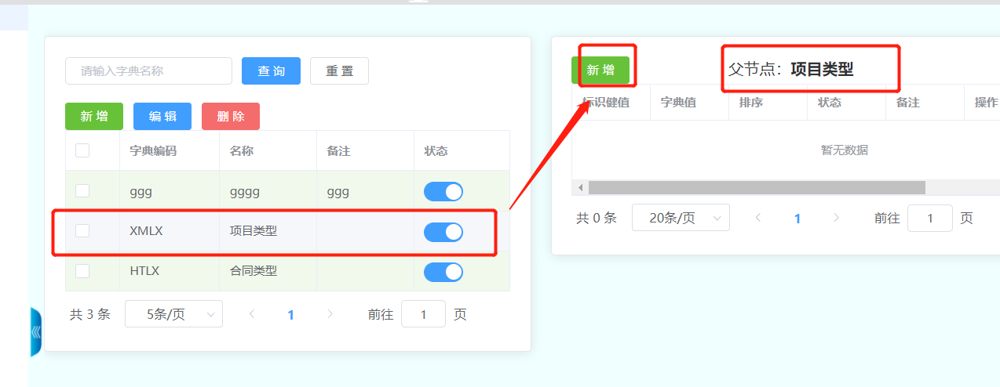 请输入字典名称 查询 重置
新增 编辑 删除
字典编码 名称 备注 状态
ggg gggg ggg
XMLX 项目类型
HTLX 合同类型
共 3 条 5条/页 1 前往 1 页
新增 父节点：项目类型
标识健值 字典值 排序 状态 备注 操作
暂无数据
共 0 条 20条/页 1 前往 1 页